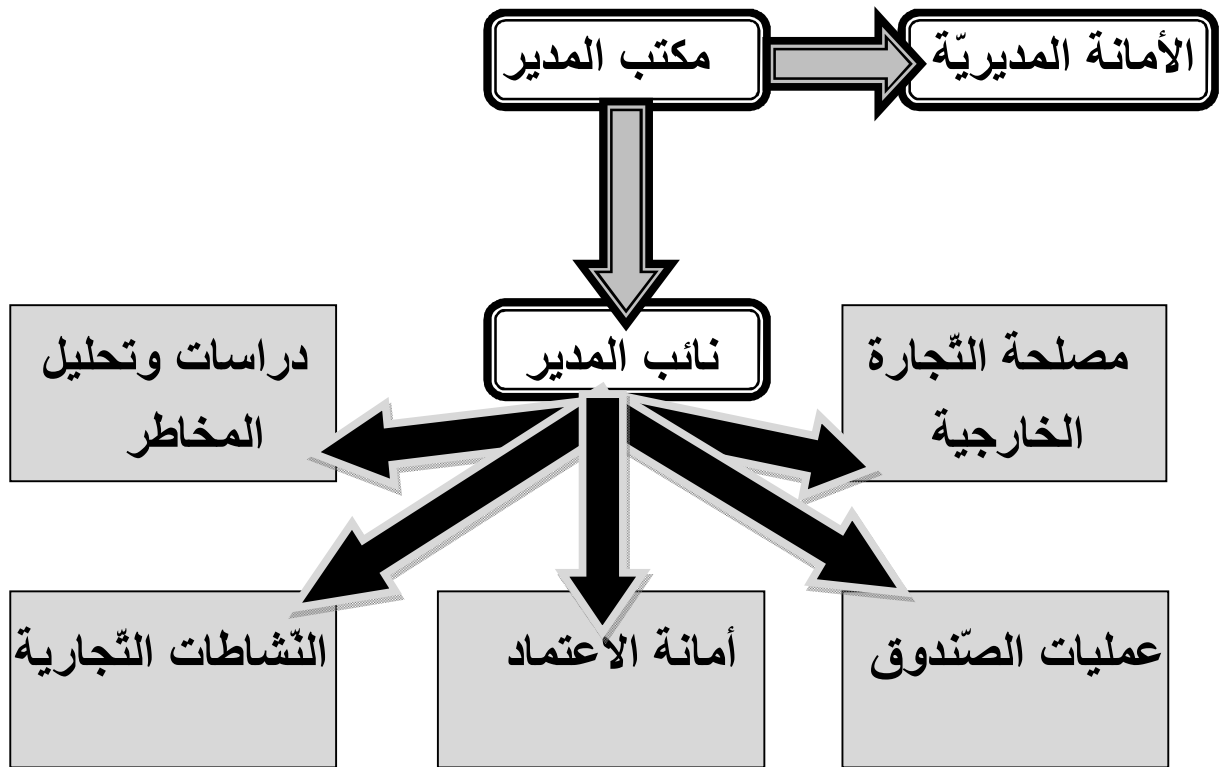 الأمانة المديريّة
مكتب المدير
مصلحة التّجارة
الخارجية
نائب المدير
دراسات وتحليل
المخاطر
عمليات الصّندوق
أمانة الاعتماد
النّشاطات التّجارية